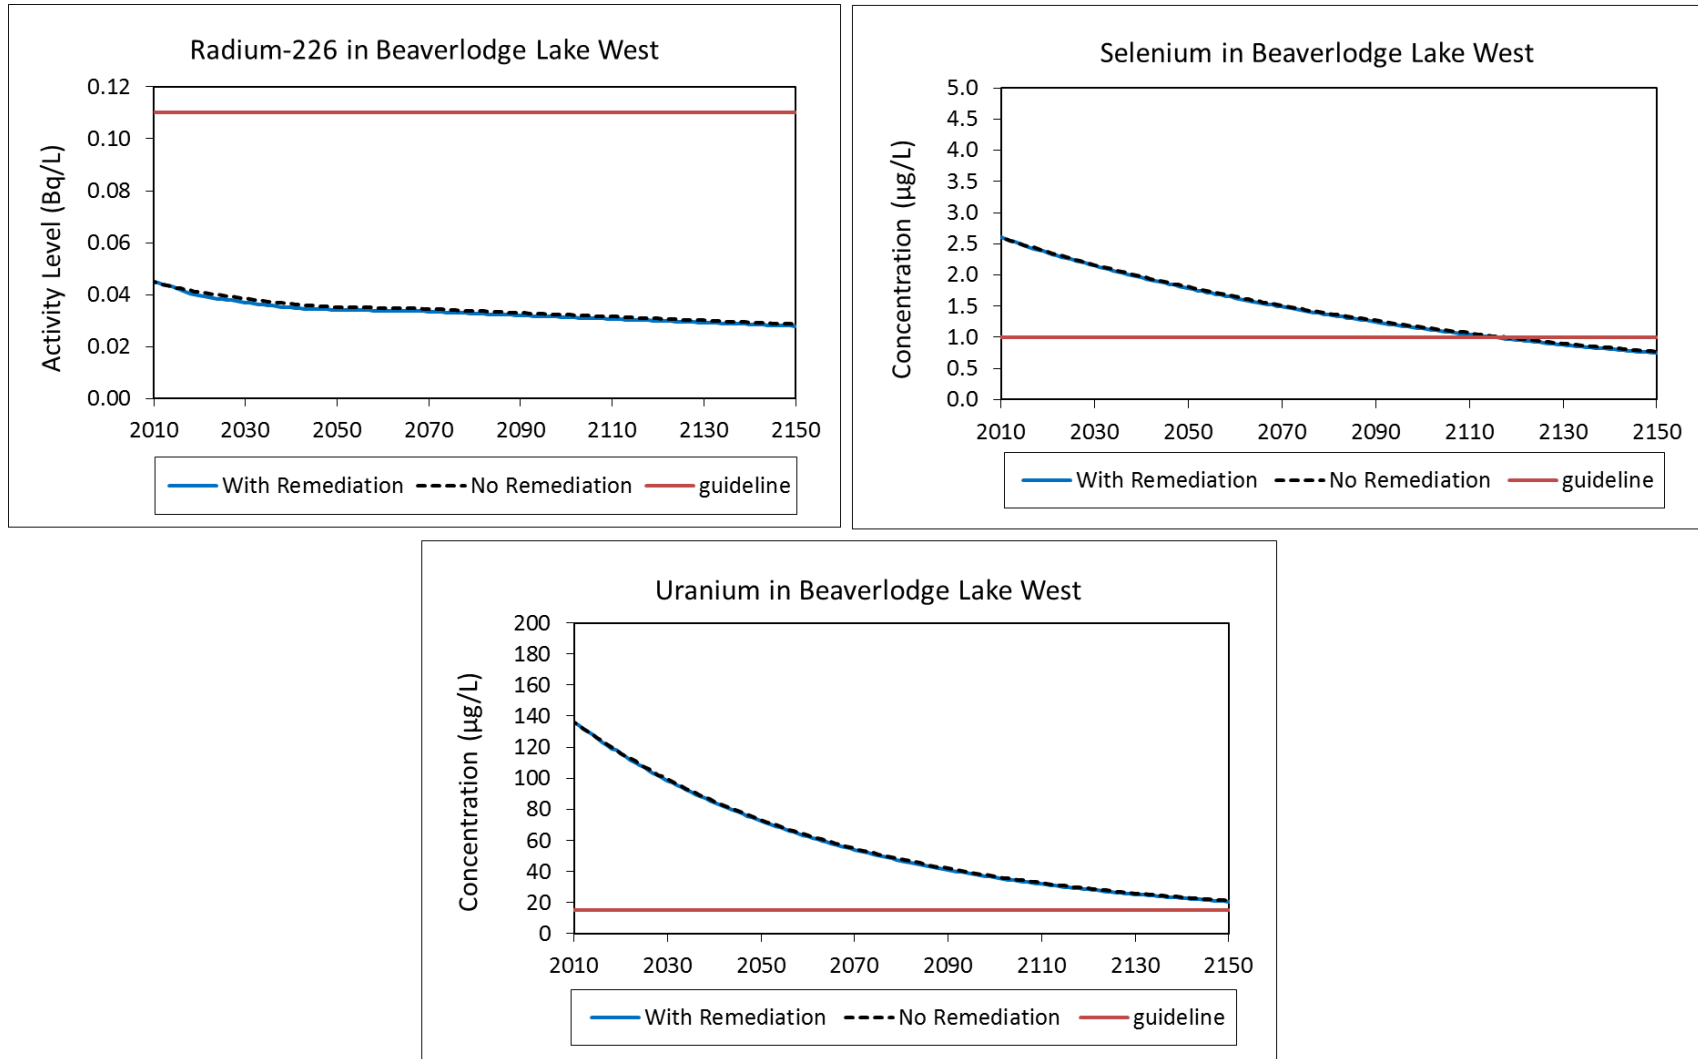 Radium-226 in Beaverlodge Lake West
Activity Level (Bq/L)
0.12
0.10
0.08
0.06
0.04
0.02
0.00
2010 2030 2050 2070 2090 2110 2130 2150
With Remediation No Remediation guideline
Selenium in Beaverlodge Lake West
Concentration (µg/L)
5.0
4.5
4.0
3.5
3.0
2.5
2.0
1.5
1.0
0.5
0.0
2010 2030 2050 2070 2090 2110 2130 2150
With Remediation No Remediation guideline
Uranium in Beaverlodge Lake West
Concentration (µg/L)
200
180
160
140
120
100
80
60
40
20
0
2010 2030 2050 2070 2090 2110 2130 2150
With Remediation No Remediation guideline